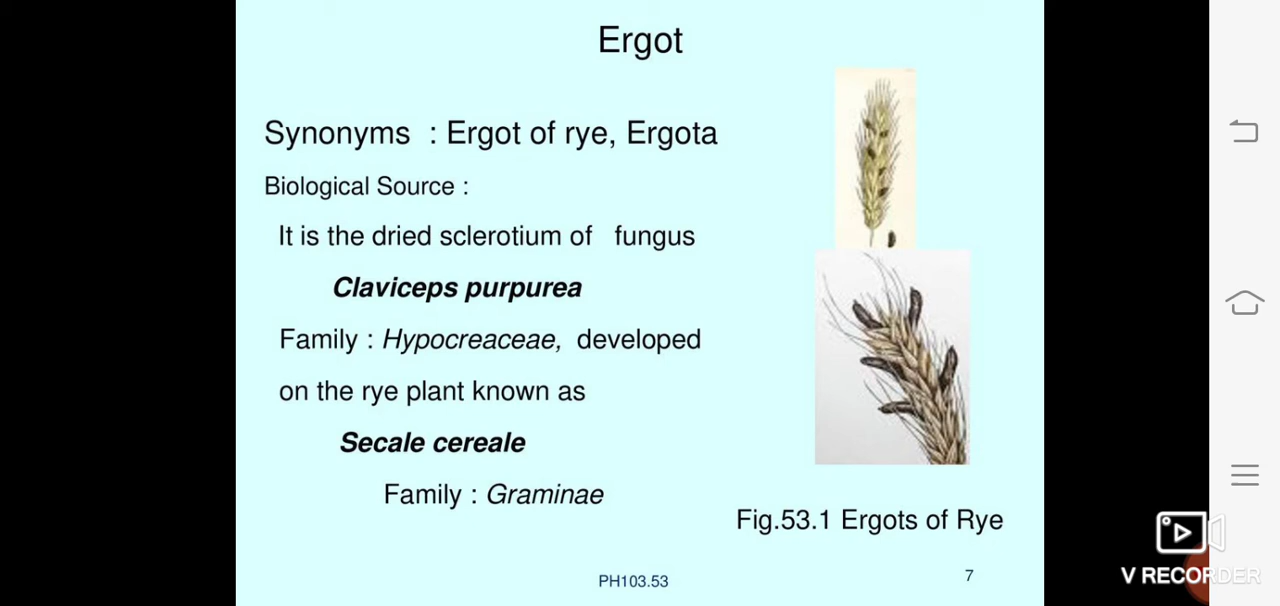 Ergot
Synonyms : Ergot of rye, Ergota
Biological Source :
It is the dried sclerotium of fungus
Claviceps purpurea
Family : Hypocreaceae, developed
on the rye plant known as
Secale cereale
Family : Graminae
Fig.53.1 Ergots of Rye
PH103.53
7
V RECORDER